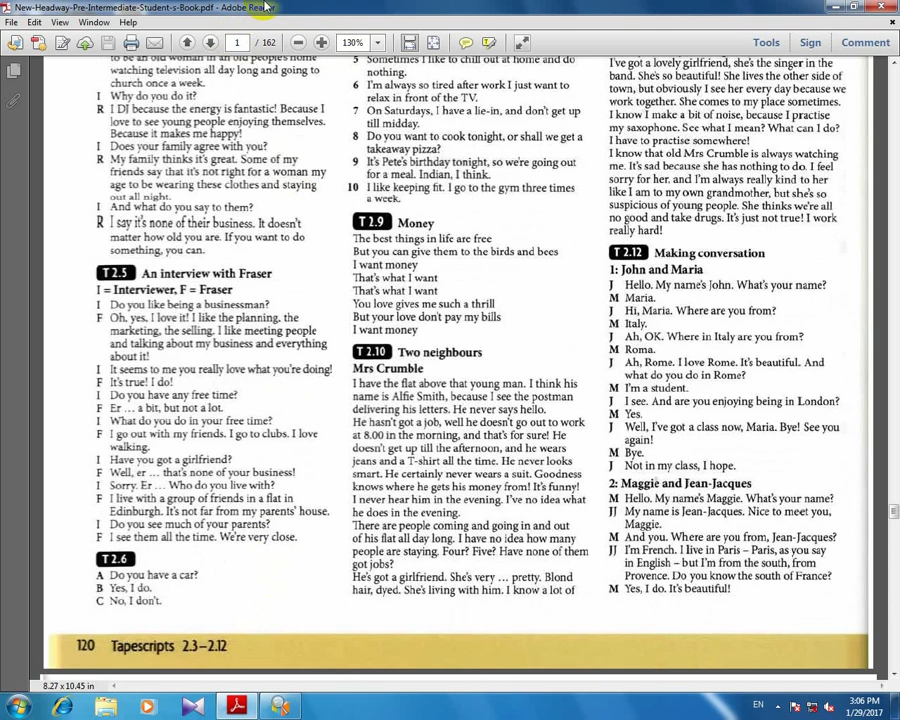 New-Headway-Pre-Intermediate-Student-s-Book.pdf - Adobe Reader
File Edit View Window Help
1 / 162 130% Tools Sign Comment
to be an old woman in an old people's home
watching television all day long and going to
church once a week.
I Why do you do it?
R I DJ because the energy is fantastic! Because I
love to see young people enjoying themselves.
Because it makes me happy!
I Does your family agree with you?
R My family thinks it's great. Some of my
friends say that it's not right for a woman my
age to be wearing these clothes and staying
out all night.
I And what do you say to them?
R I say it's none of their business. It doesn't
matter how old you are. If you want to do
something, you can.
T 2.5 An interview with Fraser
I = Interviewer, F = Fraser
I Do you like being a businessman?
F Oh, yes, I love it! I like the planning, the
marketing, the selling. I like meeting people
and talking about my business and everything
about it!
I It seems to me you really love what you're doing!
F It's true! I do!
I Do you have any free time?
F Er … a bit, but not a lot.
I What do you do in your free time?
F I go out with my friends. I go to clubs. I love
walking.
I Have you got a girlfriend?
F Well, er … that's none of your business!
I Sorry. Er … Who do you live with?
F I live with a group of friends in a flat in
Edinburgh. It's not far from my parents' house.
I Do you see much of your parents?
F I see them all the time. We're very close.
T 2.6
A Do you have a car?
B Yes, I do.
C No, I don't.
5 Sometimes I like to chill out at home and do
nothing.
6 I'm always so tired after work I just want to
relax in front of the TV.
7 On Saturdays, I have a lie-in, and don't get up
till midday.
8 Do you want to cook tonight, or shall we get a
takeaway pizza?
9 It's Pete's birthday tonight, so we're going out
for a meal. Indian, I think.
10 I like keeping fit. I go to the gym three times
a week.
T 2.9 Money
The best things in life are free
But you can give them to the birds and bees
I want money
That's what I want
That's what I want
You love gives me such a thrill
But your love don't pay my bills
I want money
T 2.10 Two neighbours
Mrs Crumble
I have the flat above that young man. I think his
name is Alfie Smith, because I see the postman
delivering his letters. He never says hello.
He hasn't got a job, well he doesn't go out to work
at 8.00 in the morning, and that's for sure! He
doesn't get up till the afternoon, and he wears
jeans and a T-shirt all the time. He never looks
smart. He certainly never wears a suit. Goodness
knows where he gets his money from! It's funny!
I never hear him in the evening. I've no idea what
he does in the evening.
There are people coming and going in and out
of his flat all day long. I have no idea how many
people are staying. Four? Five? Have none of them
got jobs?
He's got a girlfriend. She's very … pretty. Blond
hair, dyed. She's living with him. I know a lot of
I've got a lovely girlfriend, she's the singer in the
band. She's so beautiful! She lives the other side of
town, but obviously I see her every day because we
work together. She comes to my place sometimes.
I know I make a bit of noise, because I practise
my saxophone. See what I mean? What can I do?
I have to practise somewhere!
I know that old Mrs Crumble is always watching
me. It's sad because she has nothing to do. I feel
sorry for her, and I'm always really kind to her
like I am to my own grandmother, but she's so
suspicious of young people. She thinks we're all
no good and take drugs. It's just not true! I work
really hard!
T 2.12 Making conversation
1: John and Maria
J Hello. My name's John. What's your name?
M Maria.
J Hi, Maria. Where are you from?
M Italy.
J Ah, OK. Where in Italy are you from?
M Roma.
J Ah, Rome. I love Rome. It's beautiful. And
what do you do in Rome?
M I'm a student.
J I see. And are you enjoying being in London?
M Yes.
J Well, I've got a class now, Maria. Bye! See you
again!
M Bye.
J Not in my class, I hope.
2: Maggie and Jean-Jacques
M Hello. My name's Maggie. What's your name?
JJ My name is Jean-Jacques. Nice to meet you,
Maggie.
M And you. Where are you from, Jean-Jacques?
JJ I'm French. I live in Paris – Paris, as you say
in English – but I'm from the south, from
Provence. Do you know the south of France?
M Yes, I do. It's beautiful!
120 Tapescripts 2.3–2.12
8.27 x 10.45 in
EN 3:06 PM
1/29/2017